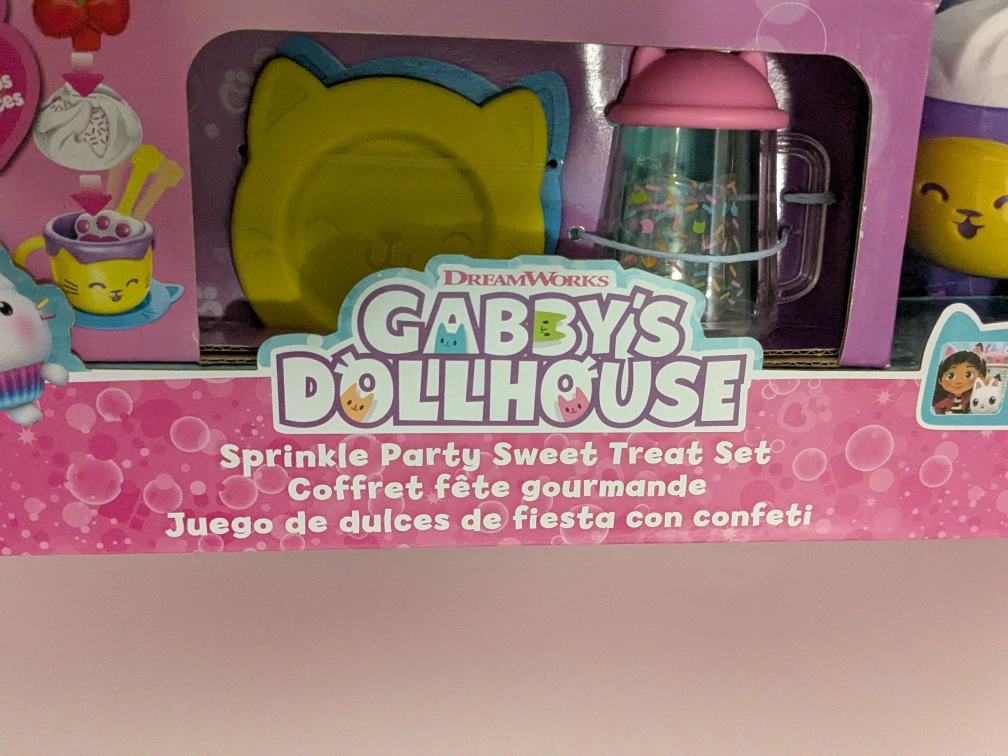 DREAMWORKS
GABBY'S
DOLLHOUSE
Sprinkle Party Sweet Treat Set
Coffret fête gourmande
Juego de dulces de fiesta con confeti